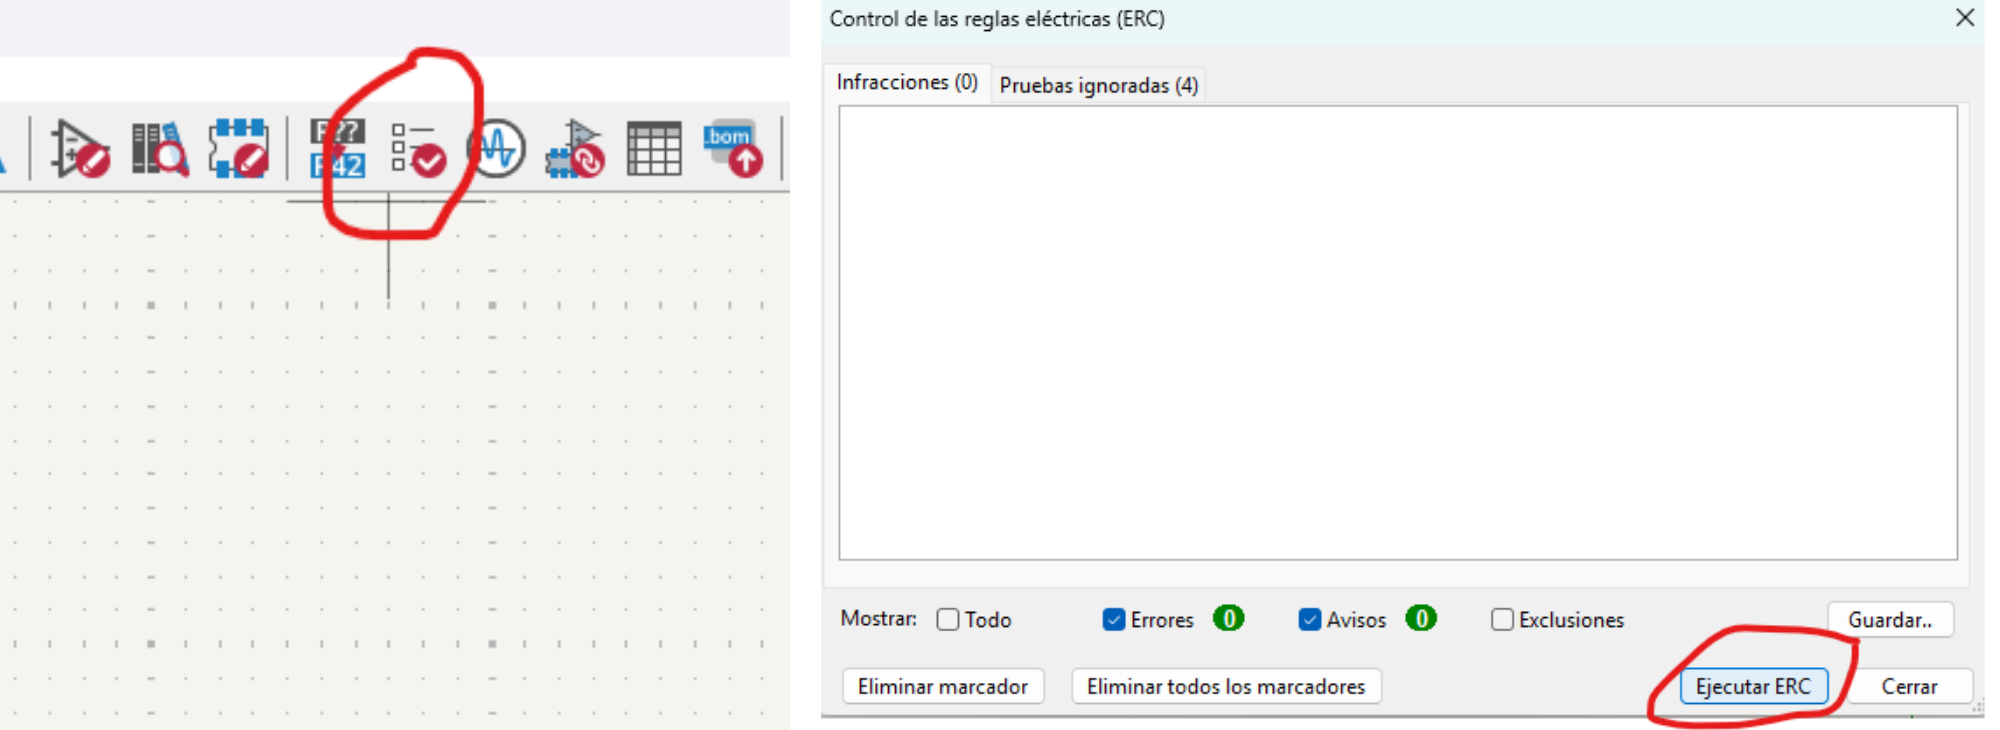 Control de las reglas eléctricas (ERC)
Infracciones (0) Pruebas ignoradas (4)
R??
R42
.bom
Mostrar: Todo Errores 0 Avisos 0 Exclusiones Guardar..
Eliminar marcador Eliminar todos los marcadores Ejecutar ERC Cerrar